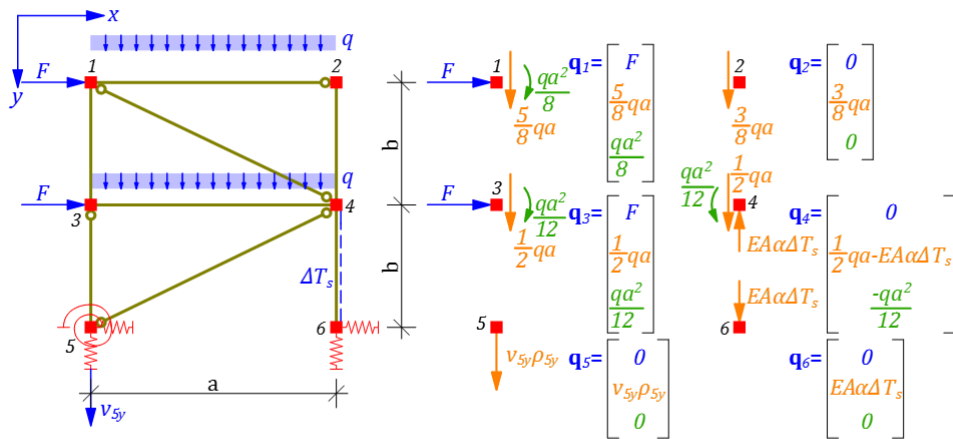 x
y
q
F
1
2
b
q
F
3
4
ΔTₛ
b
5
6
a
v₅y
F
1
qa²/8
5/8 qa
q₁= [F
5/8 qa
qa²/8]
2
3/8 qa
q₂= [0
3/8 qa
0]
F
3
qa²/12
1/2 qa
q₃= [F
1/2 qa
qa²/12]
1/2 qa
qa²/12
4
EAαΔTₛ
q₄= [0
1/2 qa-EAαΔTₛ
-qa²/12]
5
v₅yρ₅y
q₅= [0
v₅yρ₅y
0]
EAαΔTₛ
6
q₆= [0
EAαΔTₛ
0]